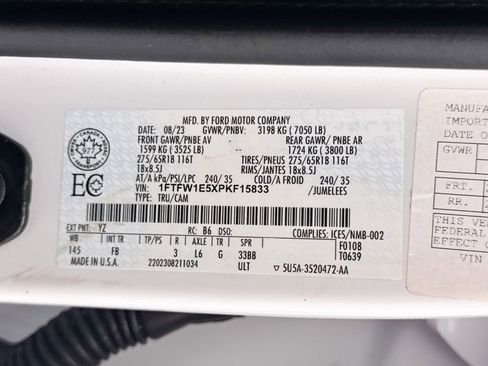 MFD. BY FORD MOTOR COMPANY
DATE: 08/23 GVWR/PNBV: 3198 KG ( 7050 LB)
FRONT GAWR/PNBE AV REAR GAWR/ PNBE AR
1599 KG ( 3525 LB) 1724 KG ( 3800 LB)
275/65R18 116T TIRES/PNEUS 275/65R18 116T
18x8.5J RIMS/JANTES 18x8.5J
AT/A kPa/PSI/LPC 240/ 35 240/ 35
1FTFW1E5XPKF15833 /JUMELEES
TYPE: TRU/CAM
CANADA
977
EC
EXT PNT: YZ RC: B6 DSO: COMPLIES: ICES/NMB-002
WB INT TR TP/PS R AXLE TR SPR F0108
145 FB 3 L6 G 33BB T0639
MADE IN U.S.A. 2202308211034 ULT 5U5A-3520472-AA
MANUFA
IMPORT
DATE O
GVWR
FRT.
RR.
THIS VEH
FEDERAL
EFFECT O
VIN